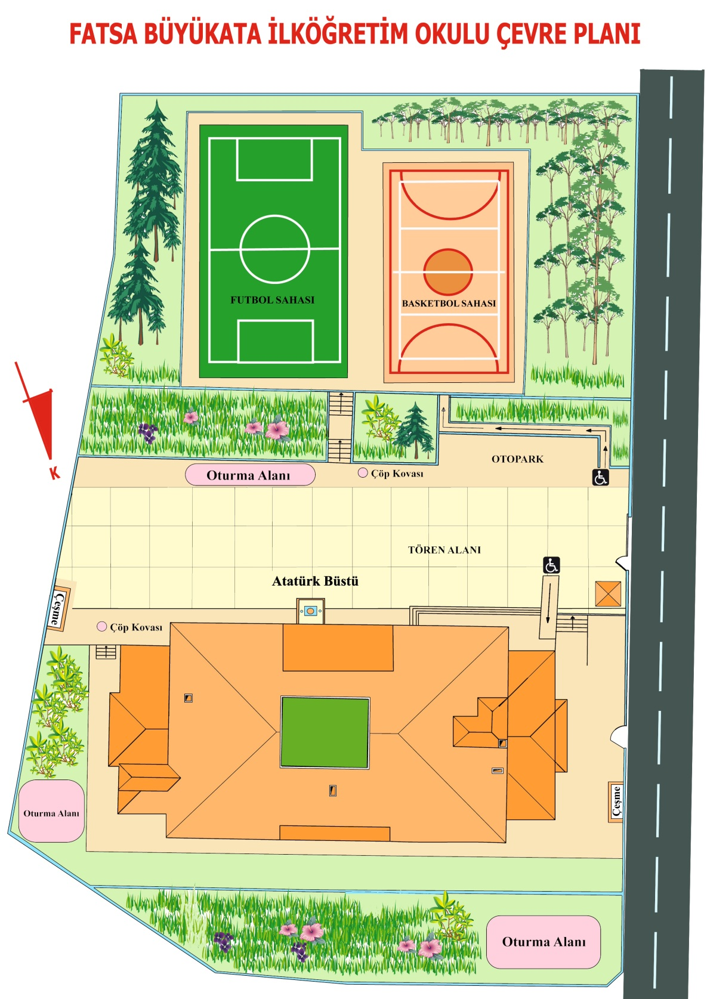 FATSA BÜYÜKATA İLKÖĞRETİM OKULU ÇEVRE PLANI
FUTBOL SAHASI
BASKETBOL SAHASI
K
OTOPARK
Oturma Alanı
Çöp Kovası
TÖREN ALANI
Atatürk Büstü
Çeşme
Çöp Kovası
Oturma Alanı
Çeşme
Oturma Alanı